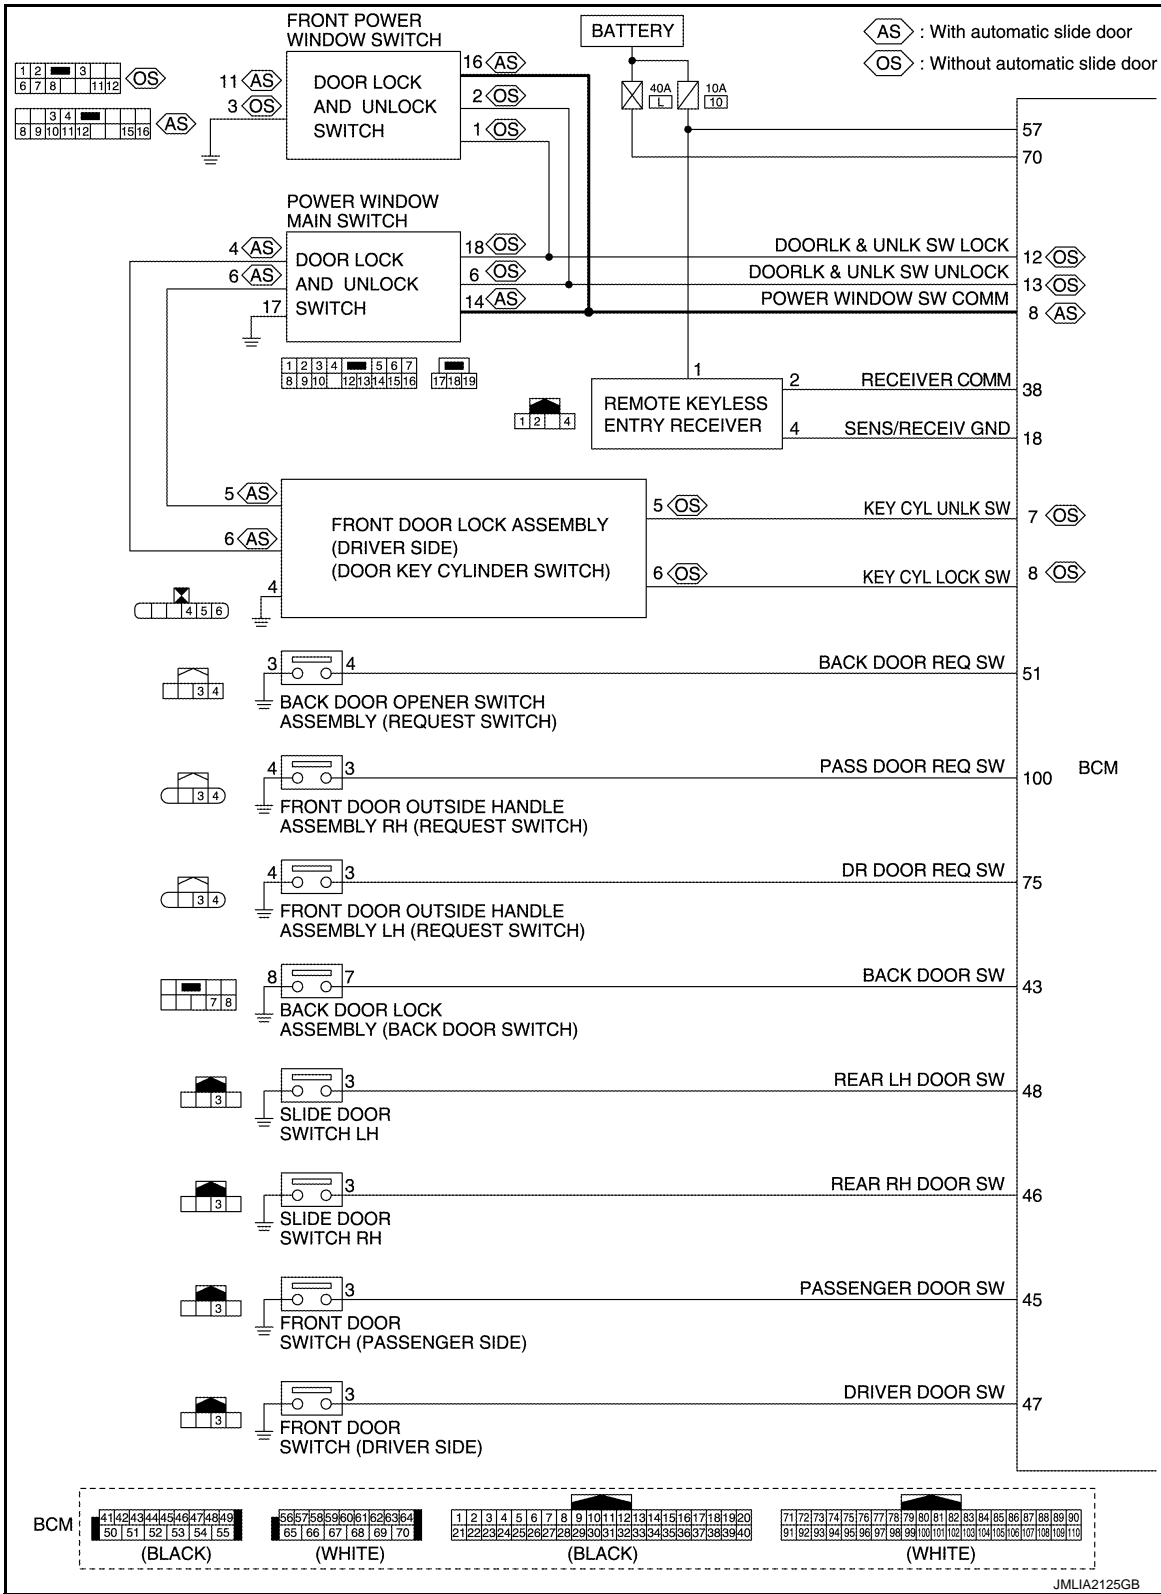 FRONT POWER
WINDOW SWITCH
BATTERY
AS : With automatic slide door
OS : Without automatic slide door
1 2 3
6 7 8 11 12
OS
3 4
8 9 10 11 12 15 16
AS
11 AS
3 OS
DOOR LOCK
AND UNLOCK
SWITCH
16 AS
2 OS
1 OS
40A
L
10A
10
57
70
POWER WINDOW
MAIN SWITCH
4 AS
6 AS
17
DOOR LOCK
AND UNLOCK
SWITCH
18 OS
6 OS
14 AS
DOORLK & UNLK SW LOCK
12 OS
DOORLK & UNLK SW UNLOCK
13 OS
POWER WINDOW SW COMM
8 AS
1 2 3 4 5 6 7
8 9 10 12 13 14 15 16
17 18 19
1 2 4
1
REMOTE KEYLESS
ENTRY RECEIVER
2
RECEIVER COMM
38
4
SENS/RECEIV GND
18
5 AS
6 AS
4
4 5 6
FRONT DOOR LOCK ASSEMBLY
(DRIVER SIDE)
(DOOR KEY CYLINDER SWITCH)
5 OS
KEY CYL UNLK SW
7 OS
6 OS
KEY CYL LOCK SW
8 OS
3 4
3
4
BACK DOOR REQ SW
51
BACK DOOR OPENER SWITCH
ASSEMBLY (REQUEST SWITCH)
3 4
4
3
PASS DOOR REQ SW
100
BCM
FRONT DOOR OUTSIDE HANDLE
ASSEMBLY RH (REQUEST SWITCH)
3 4
4
3
DR DOOR REQ SW
75
FRONT DOOR OUTSIDE HANDLE
ASSEMBLY LH (REQUEST SWITCH)
7 8
8
7
BACK DOOR SW
43
BACK DOOR LOCK
ASSEMBLY (BACK DOOR SWITCH)
3
3
REAR LH DOOR SW
48
SLIDE DOOR
SWITCH LH
3
3
REAR RH DOOR SW
46
SLIDE DOOR
SWITCH RH
3
3
PASSENGER DOOR SW
45
FRONT DOOR
SWITCH (PASSENGER SIDE)
3
3
DRIVER DOOR SW
47
FRONT DOOR
SWITCH (DRIVER SIDE)
BCM
41 42 43 44 45 46 47 48 49
50 51 52 53 54 55
(BLACK)
56 57 58 59 60 61 62 63 64
65 66 67 68 69 70
(WHITE)
1 2 3 4 5 6 7 8 9 10 11 12 13 14 15 16 17 18 19 20
21 22 23 24 25 26 27 28 29 30 31 32 33 34 35 36 37 38 39 40
(BLACK)
71 72 73 74 75 76 77 78 79 80 81 82 83 84 85 86 87 88 89 90
91 92 93 94 95 96 97 98 99 100 101 102 103 104 105 106 107 108 109 110
(WHITE)
JMLIA2125GB